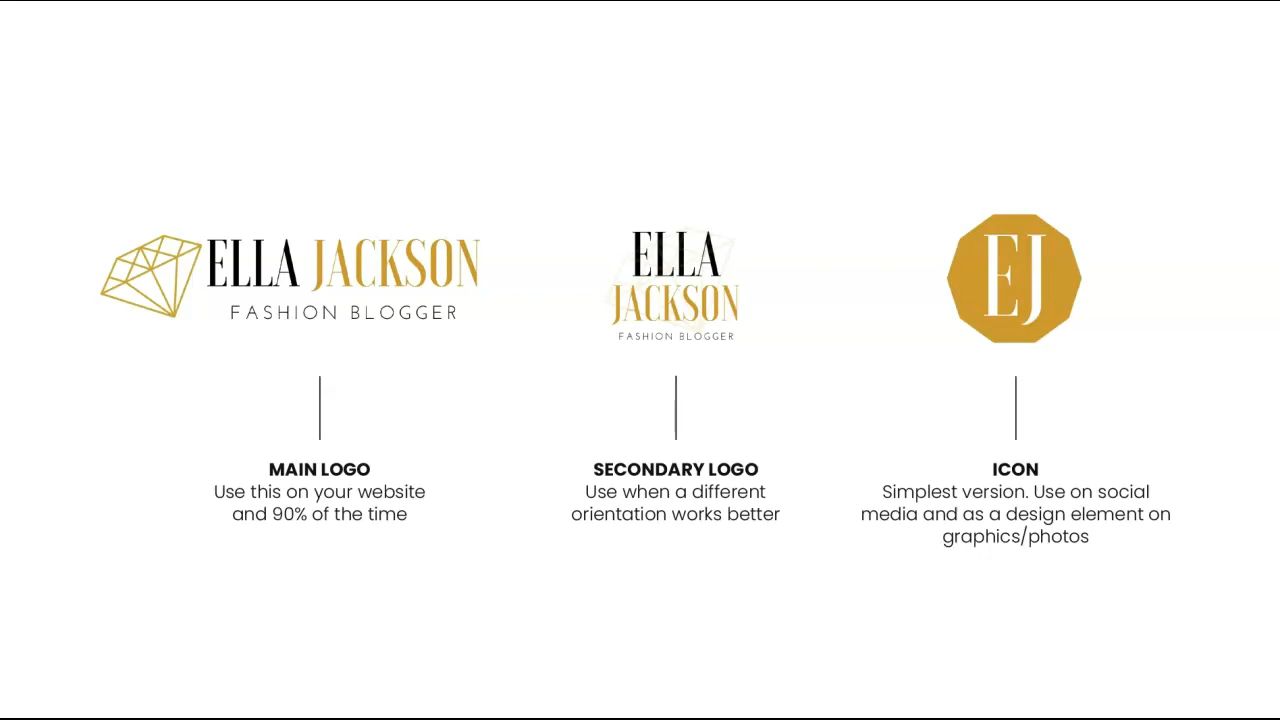 ELLA JACKSON
FASHION BLOGGER
ELLA
JACKSON
FASHION BLOGGER
EJ
MAIN LOGO
Use this on your website
and 90% of the time
SECONDARY LOGO
Use when a different
orientation works better
ICON
Simplest version. Use on social
media and as a design element on
graphics/photos